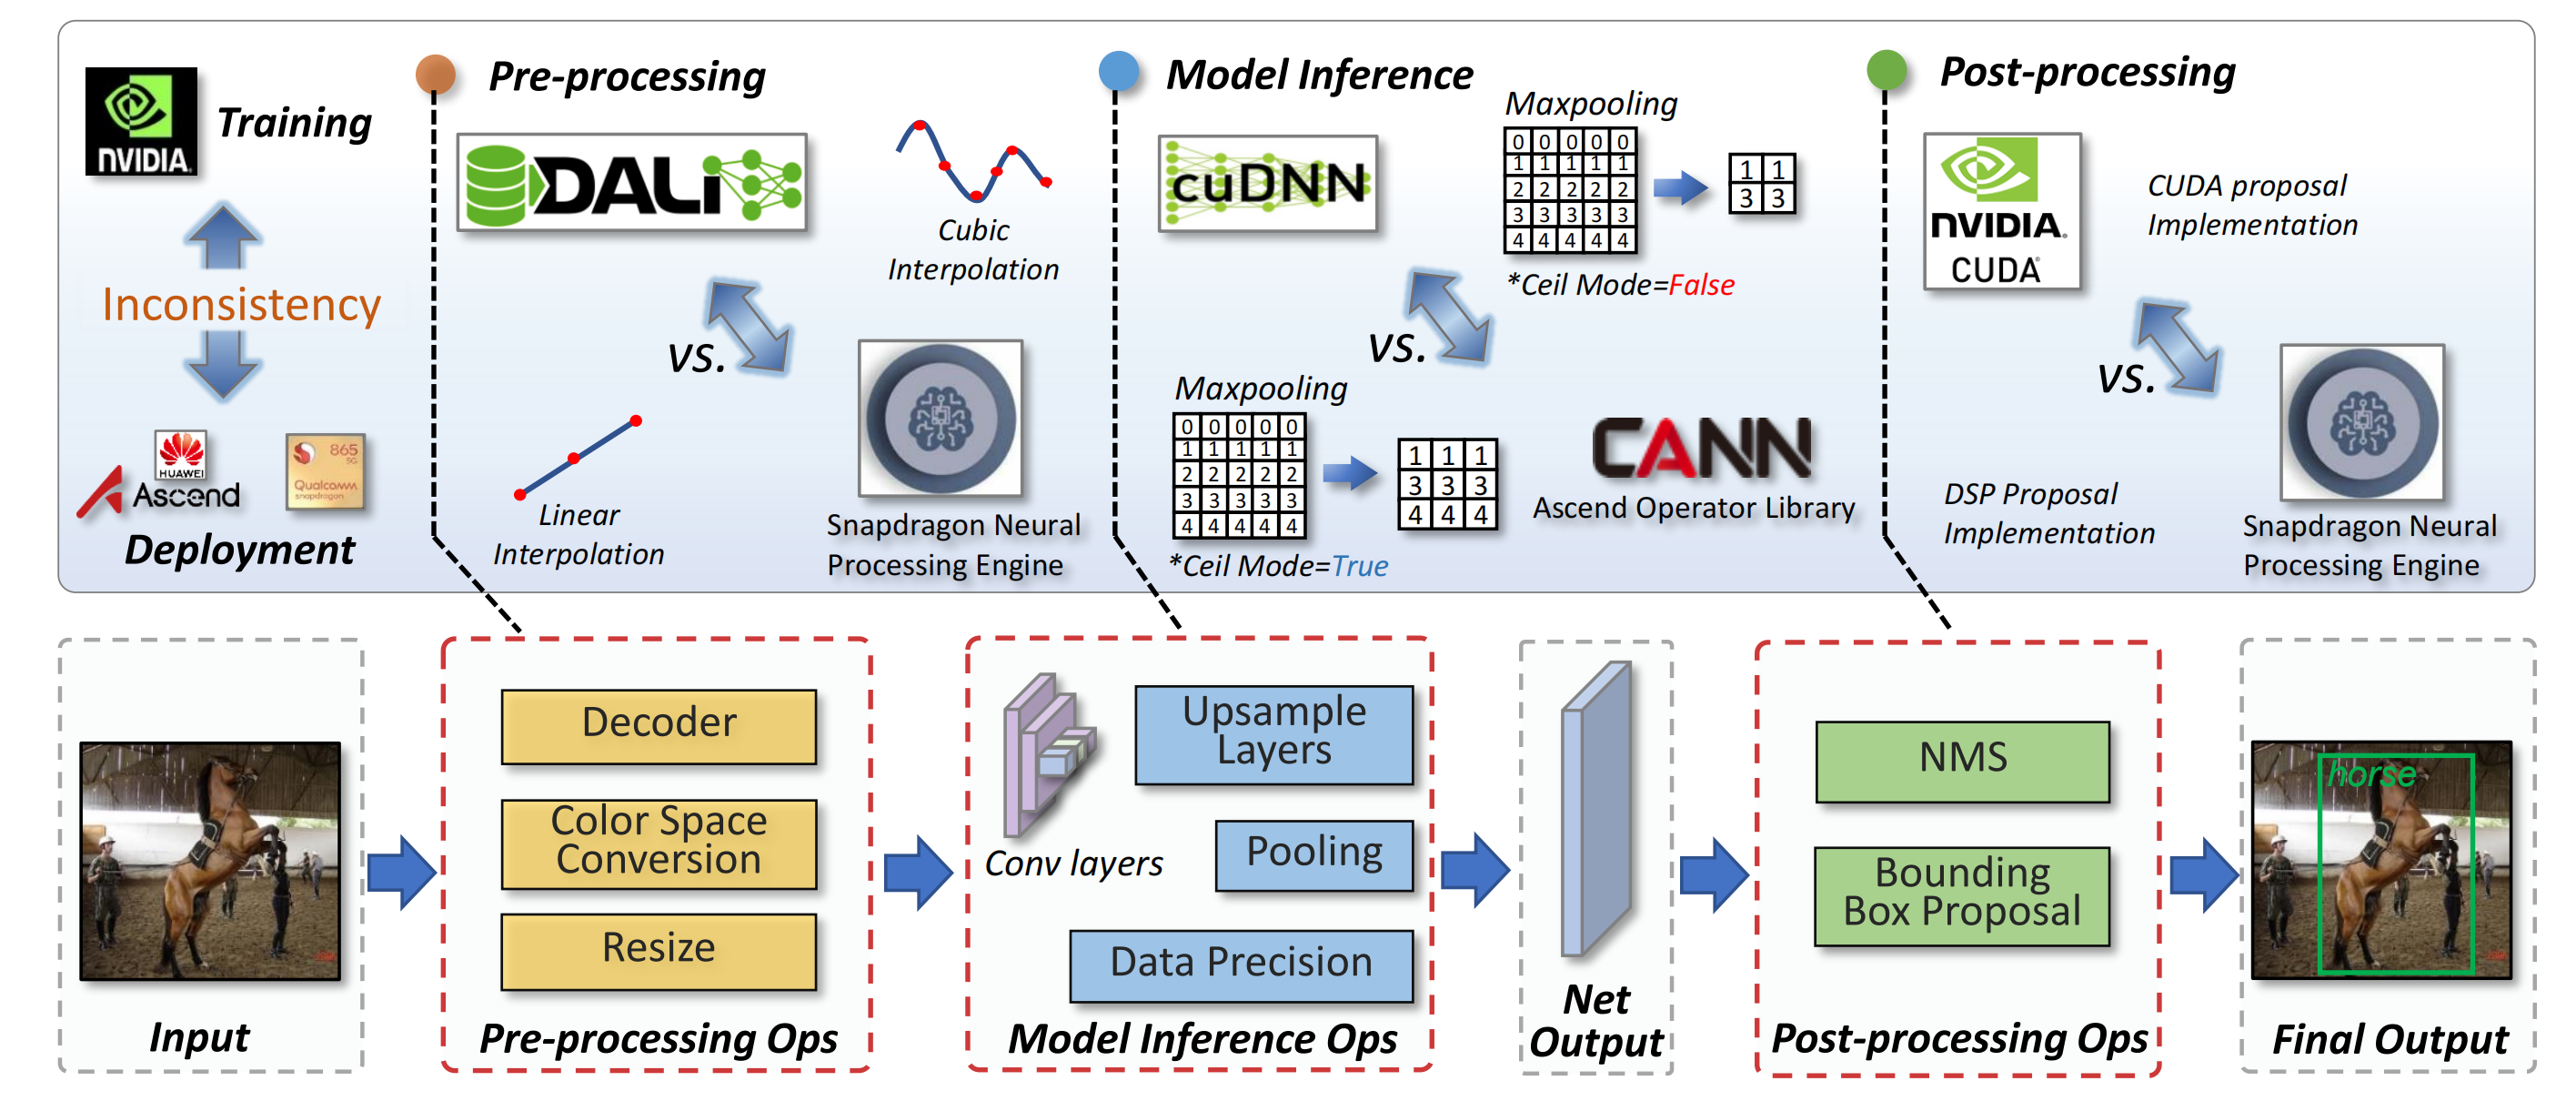 NVIDIA.
Training
Inconsistency
HUAWEI
Ascend
865
5G
Qualcomm
snapdragon
Deployment
Pre-processing
DALI
Cubic
Interpolation
vs.
Linear
Interpolation
Snapdragon Neural
Processing Engine
Model Inference
cuDNN
Maxpooling
0 0 0 0 0
1 1 1 1 1
2 2 2 2 2
3 3 3 3 3
4 4 4 4 4
1 1
3 3
*Ceil Mode=False
vs.
Maxpooling
0 0 0 0 0
1 1 1 1 1
2 2 2 2 2
3 3 3 3 3
4 4 4 4 4
1 1 1
3 3 3
4 4 4
*Ceil Mode=True
CANN
Ascend Operator Library
Post-processing
NVIDIA.
CUDA
CUDA proposal
Implementation
vs.
DSP Proposal
Implementation
Snapdragon Neural
Processing Engine
Input
Decoder
Color Space
Conversion
Resize
Pre-processing Ops
Conv layers
Upsample
Layers
Pooling
Data Precision
Model Inference Ops
Net
Output
NMS
Bounding
Box Proposal
Post-processing Ops
horse
Final Output